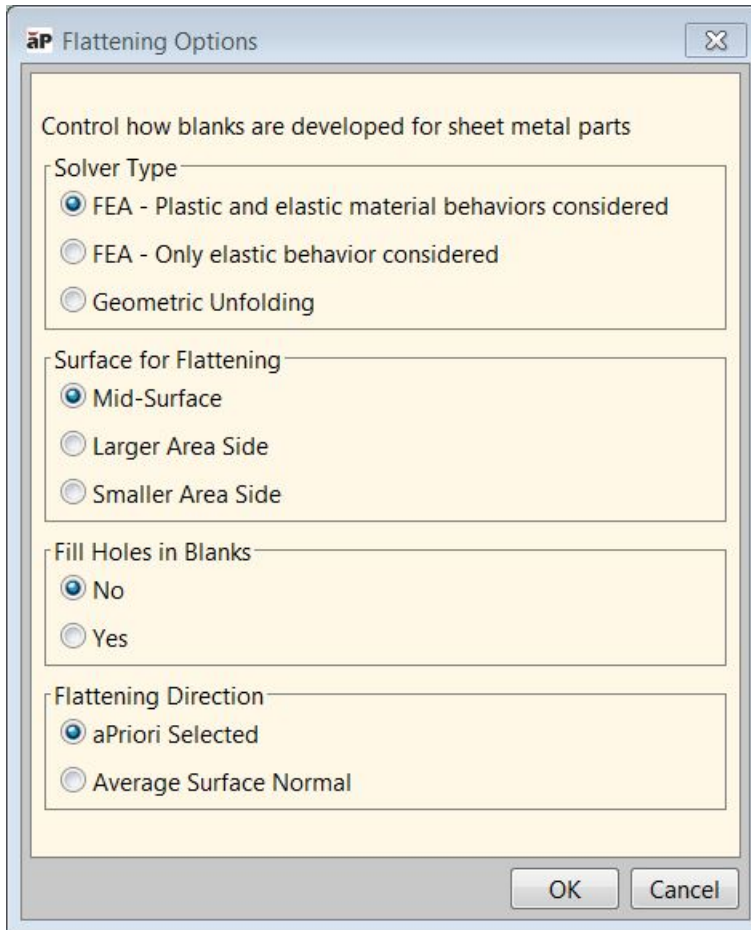 aP Flattening Options
Control how blanks are developed for sheet metal parts
Solver Type
FEA - Plastic and elastic material behaviors considered
FEA - Only elastic behavior considered
Geometric Unfolding
Surface for Flattening
Mid-Surface
Larger Area Side
Smaller Area Side
Fill Holes in Blanks
No
Yes
Flattening Direction
aPriori Selected
Average Surface Normal
OK Cancel